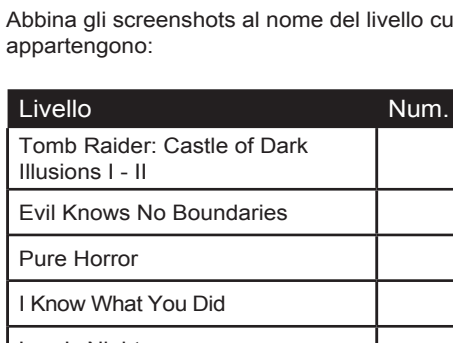 Abbina gli screenshots al nome del livello cu
appartengono:
Livello Num.
Tomb Raider: Castle of Dark
Illusions I - II
Evil Knows No Boundaries
Pure Horror
I Know What You Did